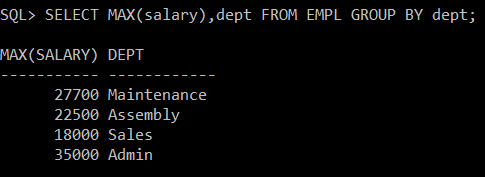 SQL> SELECT MAX(salary),dept FROM EMPL GROUP BY dept;
MAX(SALARY) DEPT
----------- ------------
      27700 Maintenance
      22500 Assembly
      18000 Sales
      35000 Admin